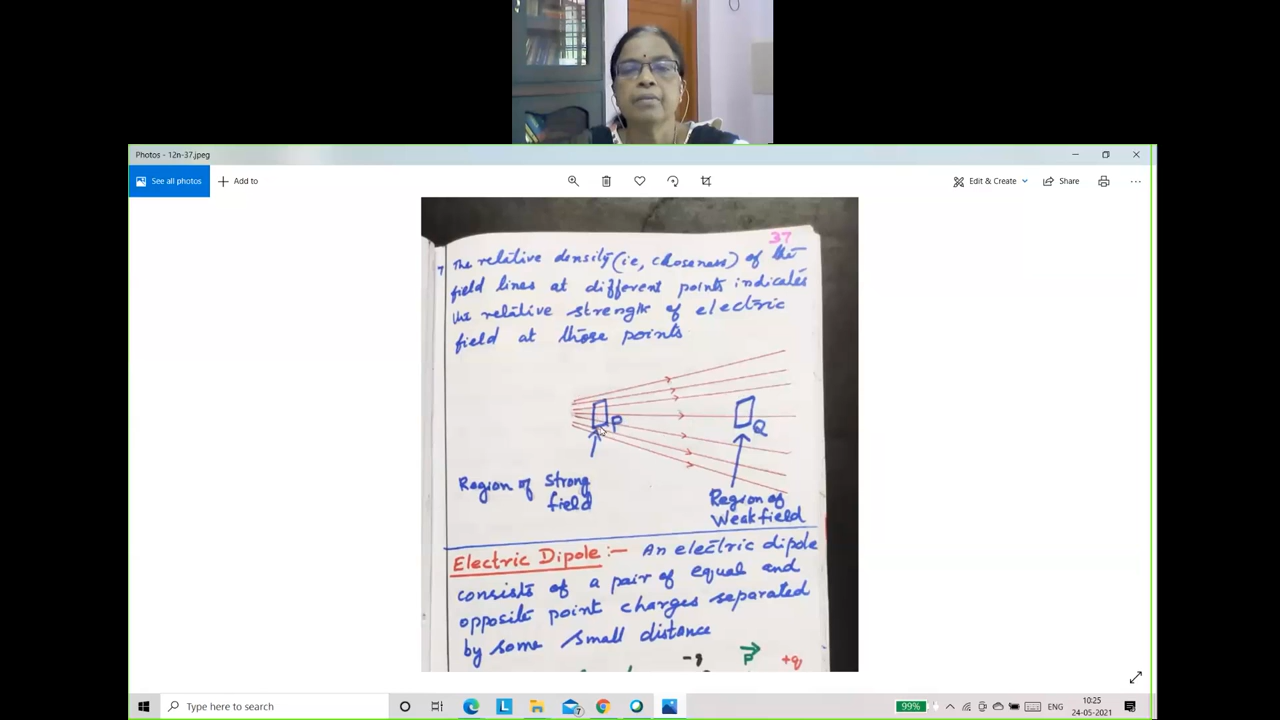 Photos - 12n-37.jpeg
See all photos
Add to
Edit & Create
Share
37
7 The relative density (ie, closeness) of the
field lines at different points indicates
the relative strength of electric
field at those points
P
Q
Region of strong
field
Region of
Weak field
Electric Dipole :- An electric dipole
consists of a pair of equal and
opposite point charges separated
by some small distance
-q
P
+q
Type here to search
7
99%
ENG
10:25
24-05-2021